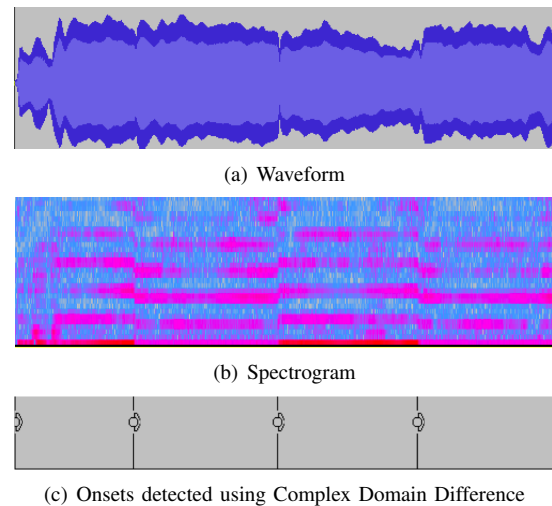 (a) Waveform
(b) Spectrogram
(c) Onsets detected using Complex Domain Difference